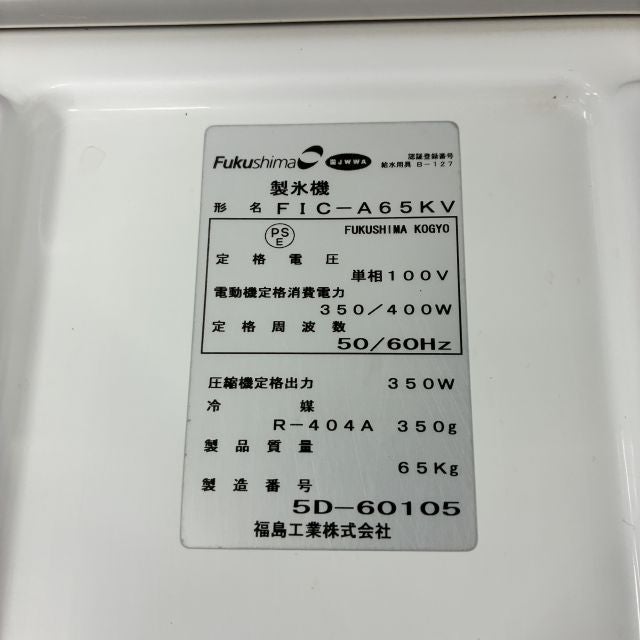 Fukushima JWWA 認証登録番号
給水用具 B-127
製氷機
形名 FIC-A65KV
PSE FUKUSHIMA KOGYO
定格電圧
単相100V
電動機定格消費電力
350/400W
定格周波数
50/60Hz
圧縮機定格出力 350W
冷媒
R-404A 350g
製品質量
65Kg
製造番号
5D-60105
福島工業株式会社